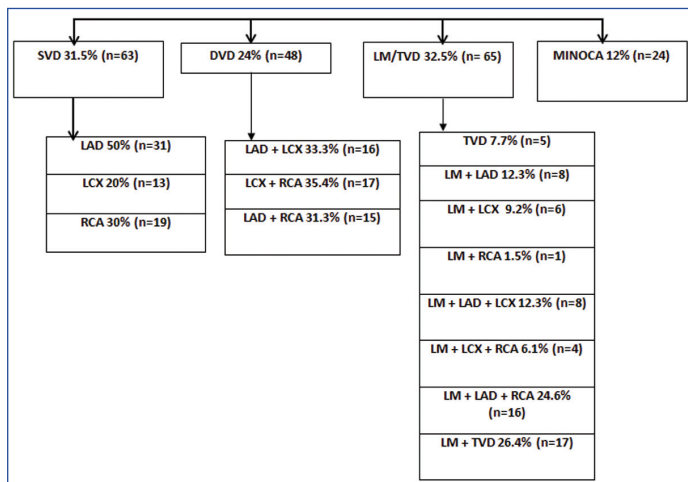 SVD 31.5% (n=63)
DVD 24% (n=48)
LM/TVD 32.5% (n= 65)
MINOCA 12% (n=24)
LAD 50% (n=31)
LCX 20% (n=13)
RCA 30% (n=19)
LAD + LCX 33.3% (n=16)
LCX + RCA 35.4% (n=17)
LAD + RCA 31.3% (n=15)
TVD 7.7% (n=5)
LM + LAD 12.3% (n=8)
LM + LCX 9.2% (n=6)
LM + RCA 1.5% (n=1)
LM + LAD + LCX 12.3% (n=8)
LM + LCX + RCA 6.1% (n=4)
LM + LAD + RCA 24.6%
(n=16)
LM + TVD 26.4% (n=17)